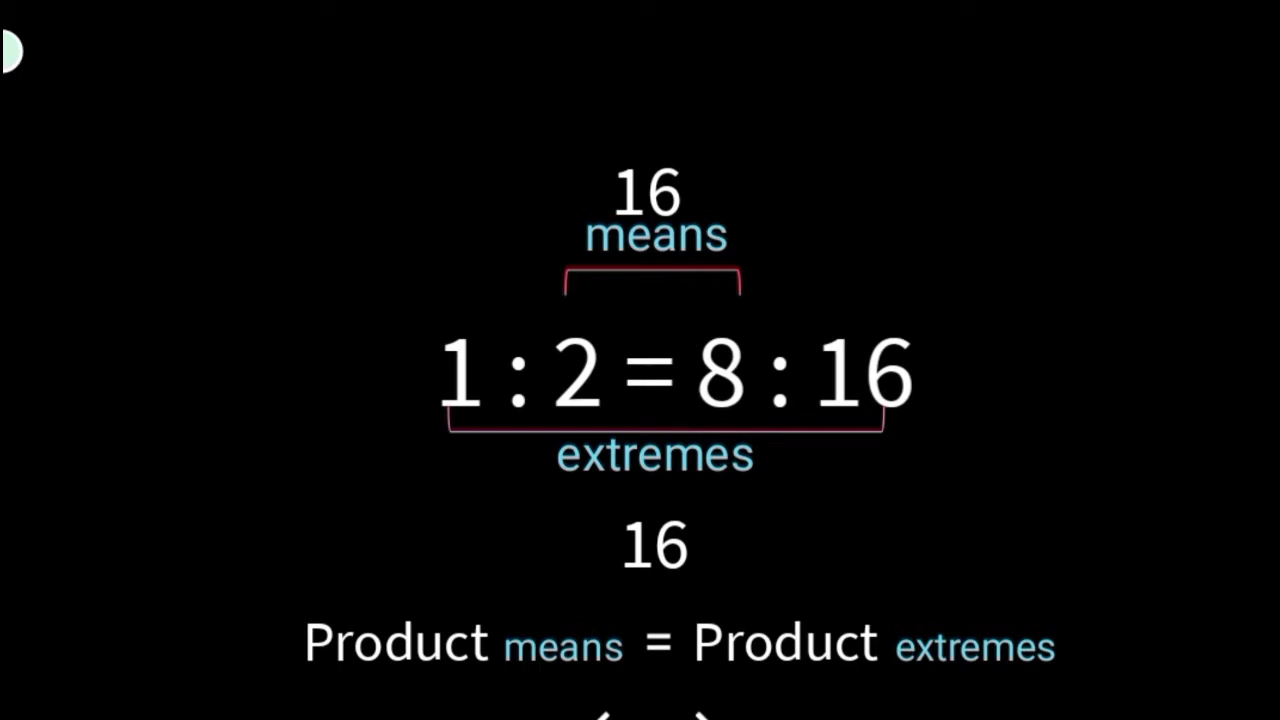 16
means
1 : 2 = 8 : 16
extremes
16
Product means = Product extremes